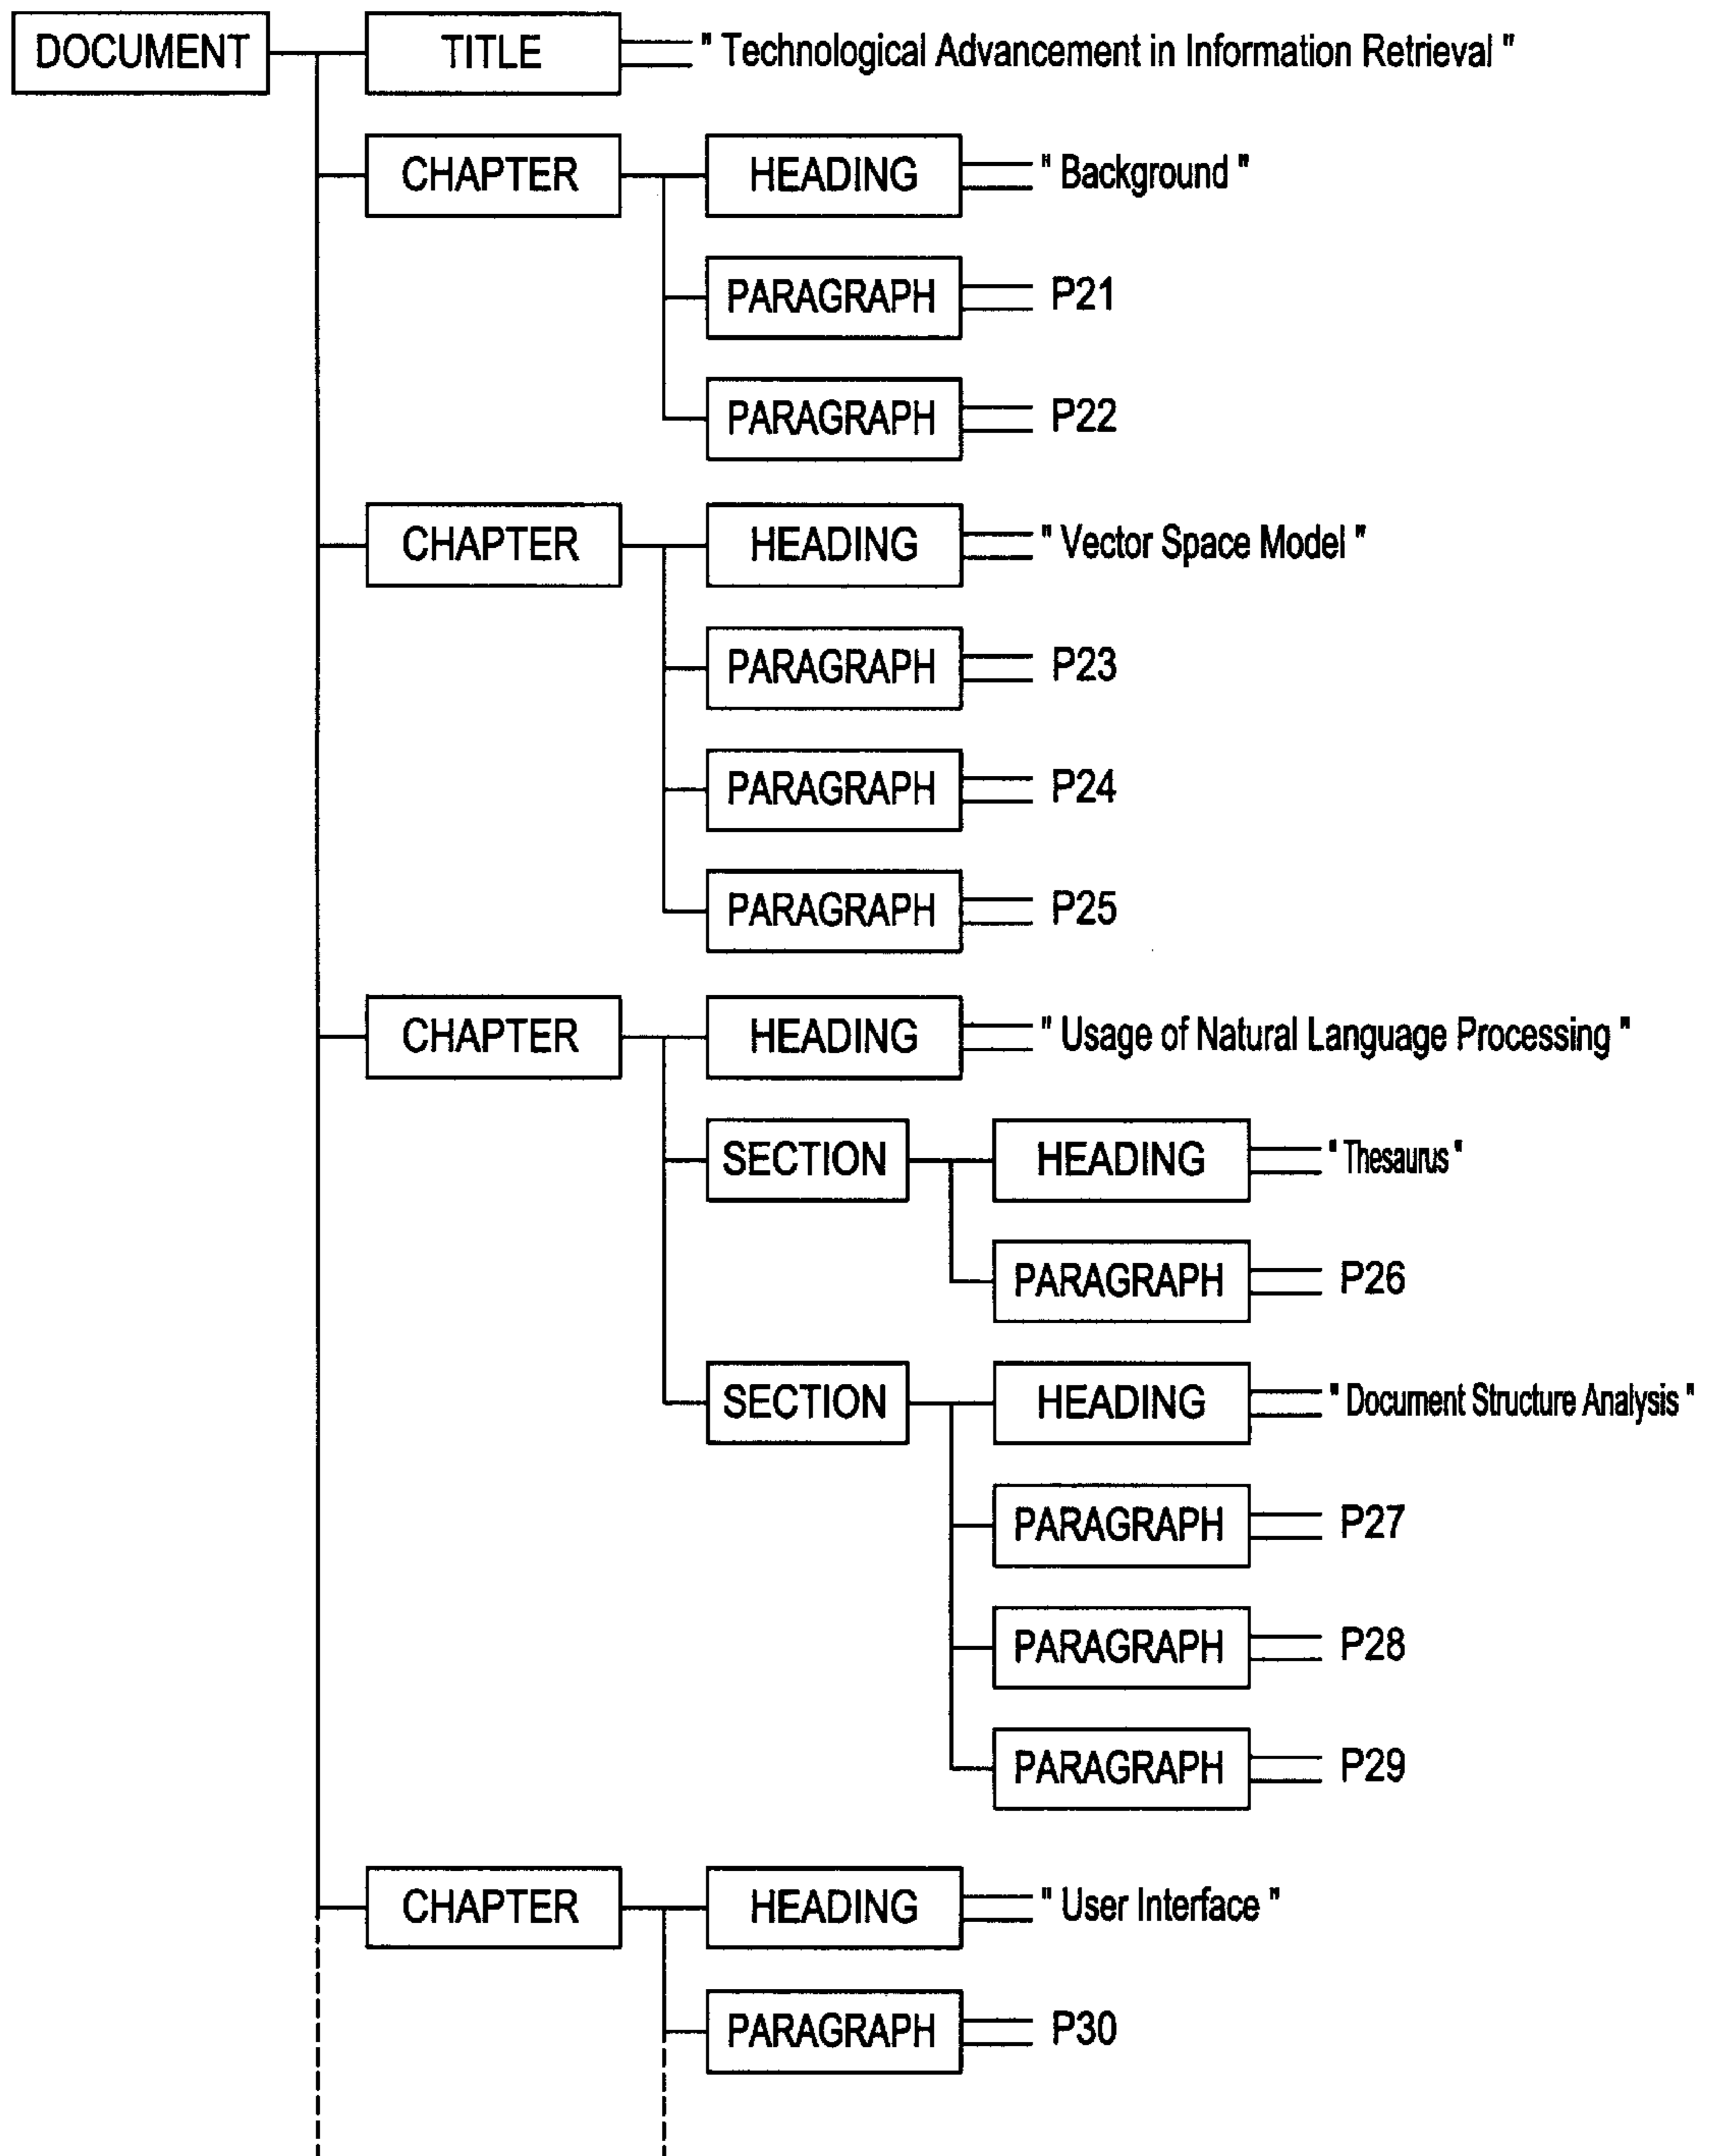 DOCUMENT TITLE " Technological Advancement in Information Retrieval "
CHAPTER HEADING " Background "
PARAGRAPH P21
PARAGRAPH P22
CHAPTER HEADING " Vector Space Model "
PARAGRAPH P23
PARAGRAPH P24
PARAGRAPH P25
CHAPTER HEADING " Usage of Natural Language Processing "
SECTION HEADING " Thesaurus "
PARAGRAPH P26
SECTION HEADING " Document Structure Analysis "
PARAGRAPH P27
PARAGRAPH P28
PARAGRAPH P29
CHAPTER HEADING " User Interface "
PARAGRAPH P30